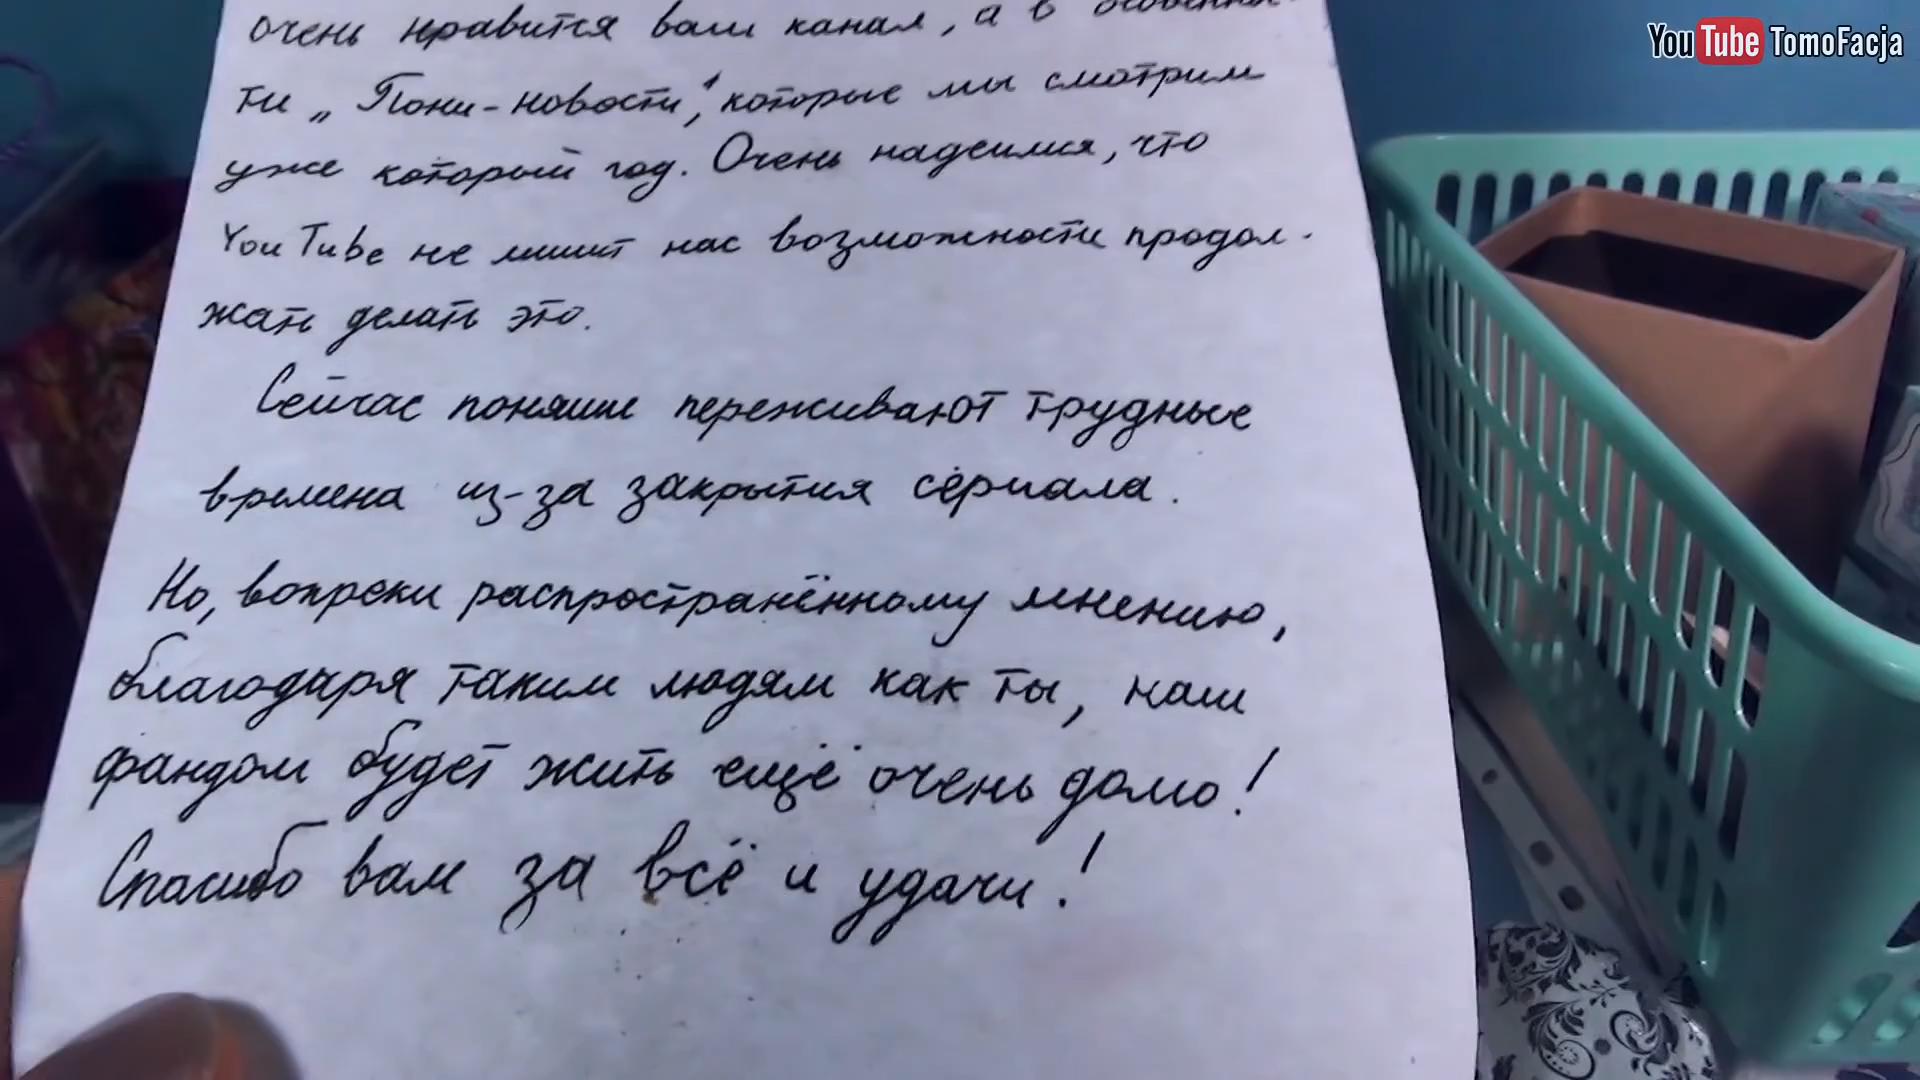 YouTube TomoFacja
очень нравится ваш канал, а в особеннос-
ти „Пони-новости", которые мы смотрим
уже который год. Очень надеимся, что
YouTube не лишит нас возможности продол-
жать делать это.
Сейчас поняши переживают трудные
времена из-за закрытия сериала.
Но, вопреки распространённому мнению,
благодаря таким людям как ты, наш
фандом будет жить ещё очень долго!
Спасибо вам за всё и удачи!